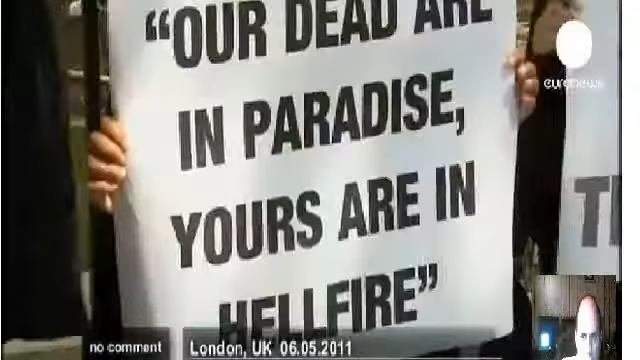 “OUR DEAD ARE
IN PARADISE,
YOURS ARE IN
HELLFIRE”
euronews
no comment
London, UK 06.05.2011